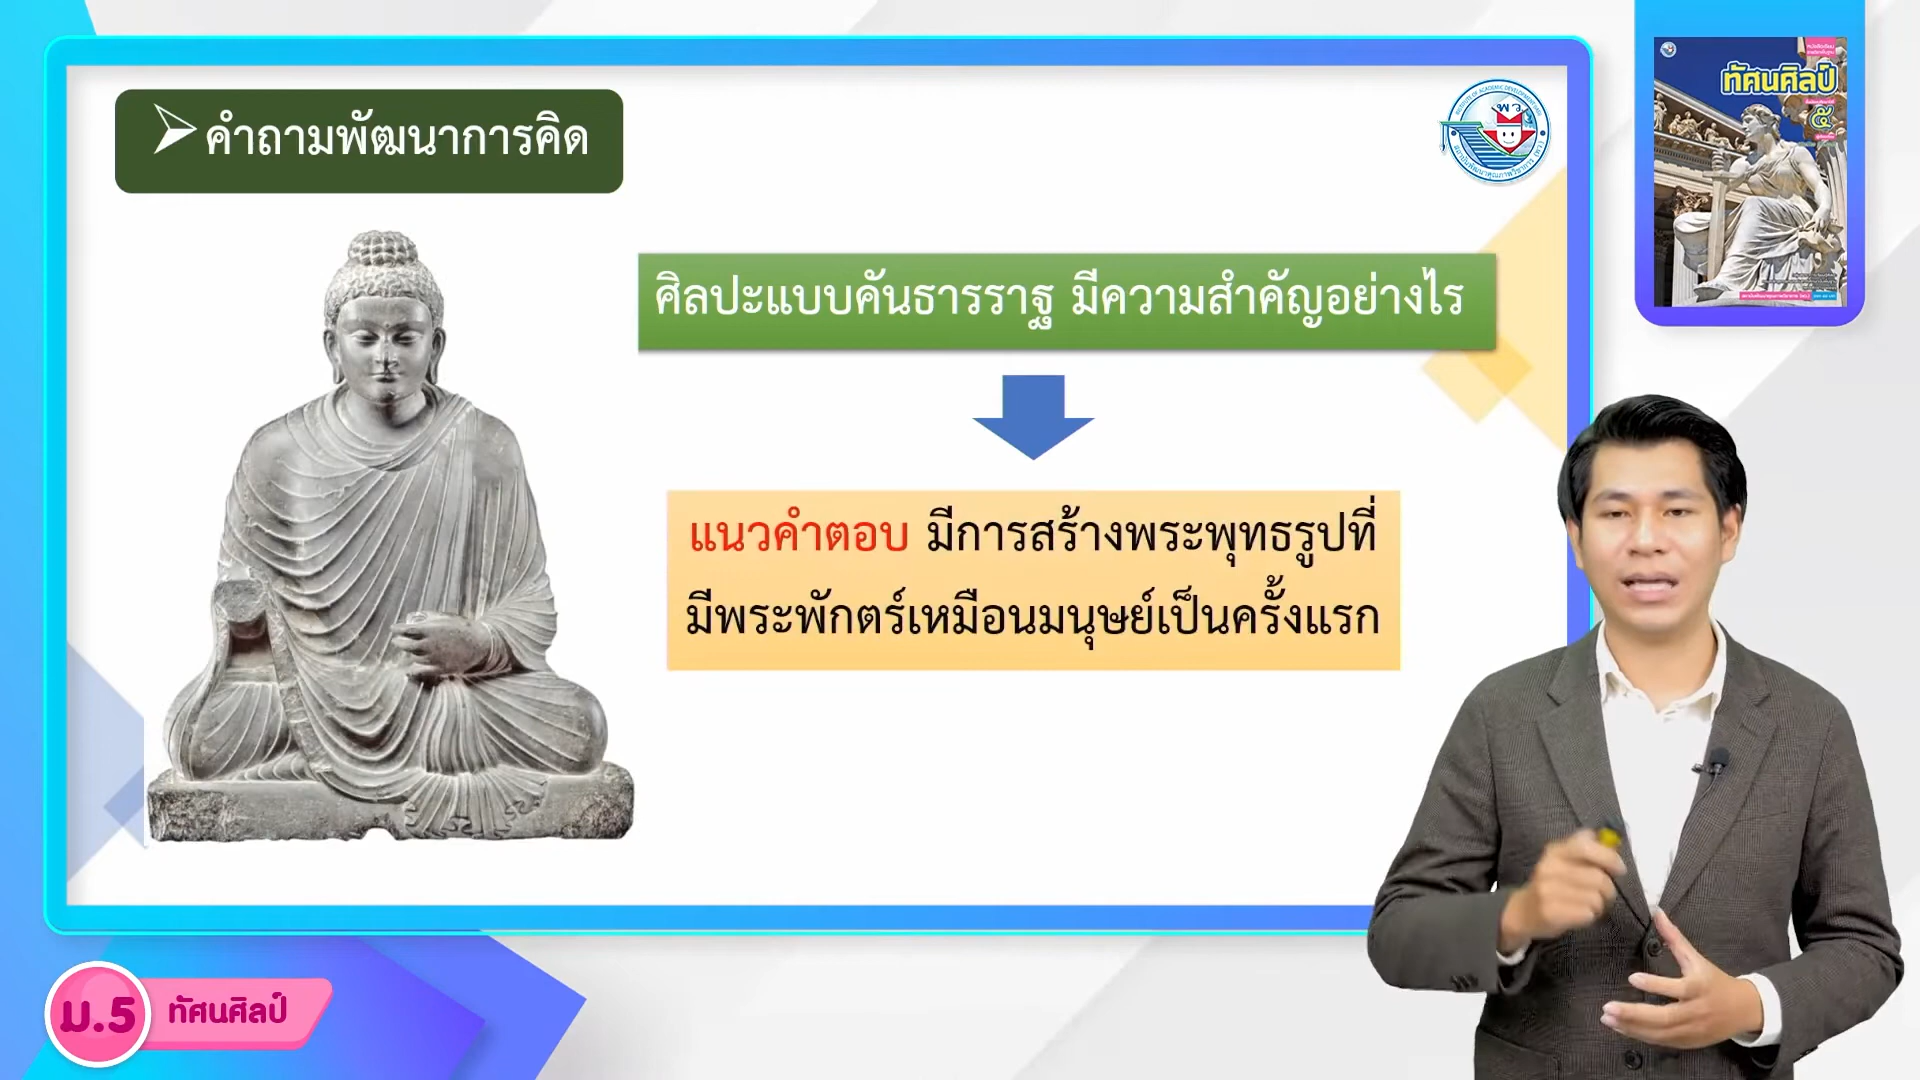 คำถามพัฒนาการคิด
ศิลปะแบบคันธารราฐ มีความสำคัญอย่างไร
แนวคำตอบ มีการสร้างพระพุทธรูปที่
มีพระพักตร์เหมือนมนุษย์เป็นครั้งแรก
พว
ทัศนศิลป์
๕
ม.5 ทัศนศิลป์